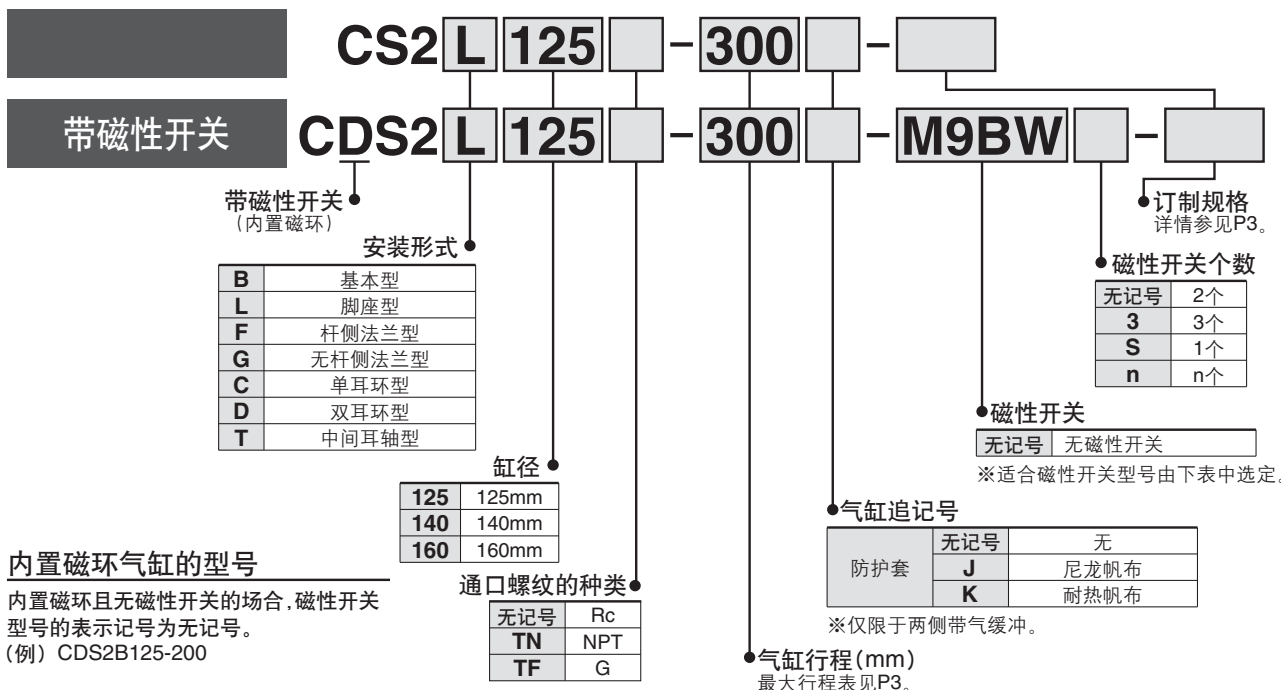 CS2 L 125 - 300 -
带磁性开关 CDS2 L 125 - 300 - M9BW -
带磁性开关
（内置磁环）
订制规格
详情参见P3。
安装形式
B 基本型
L 脚座型
F 杆侧法兰型
G 无杆侧法兰型
C 单耳环型
D 双耳环型
T 中间耳轴型
磁性开关个数
无记号 2个
3 3个
S 1个
n n个
磁性开关
无记号 无磁性开关
※适合磁性开关型号由下表中选定。
缸径
125 125mm
140 140mm
160 160mm
气缸追记号
防护套 无记号 无
J 尼龙帆布
K 耐热帆布
※仅限于两侧带气缓冲。
内置磁环气缸的型号
内置磁环且无磁性开关的场合,磁性开关
型号的表示记号为无记号。
(例) CDS2B125-200
通口螺纹的种类
无记号 Rc
TN NPT
TF G
气缸行程(mm)
最大行程表见P3。